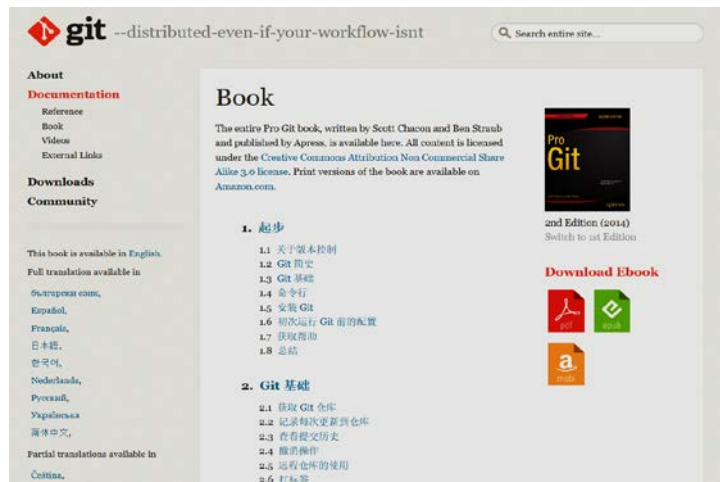 git --distributed-even-if-your-workflow-isnt
Search entire site...
About
Documentation
Reference
Book
Videos
External Links
Downloads
Community
This book is available in English.
Full translation available in
български език,
Español,
Français,
日本語,
한국어,
Nederlands,
Русский,
Українська
简体中文,
Partial translations available in
Čeština,
Book
The entire Pro Git book, written by Scott Chacon and Ben Straub
and published by Apress, is available here. All content is licensed
under the Creative Commons Attribution Non Commercial Share
Alike 3.0 license. Print versions of the book are available on
Amazon.com.
1. 起步
1.1 关于版本控制
1.2 Git 简史
1.3 Git 基础
1.4 命令行
1.5 安装 Git
1.6 初次运行 Git 前的配置
1.7 获取帮助
1.8 总结
2. Git 基础
2.1 获取 Git 仓库
2.2 记录每次更新到仓库
2.3 查看提交历史
2.4 撤消操作
2.5 远程仓库的使用
2.6 打标签
Pro
Git
apress
2nd Edition (2014)
Switch to 1st Edition
Download Ebook
pdf
epub
a
mobi